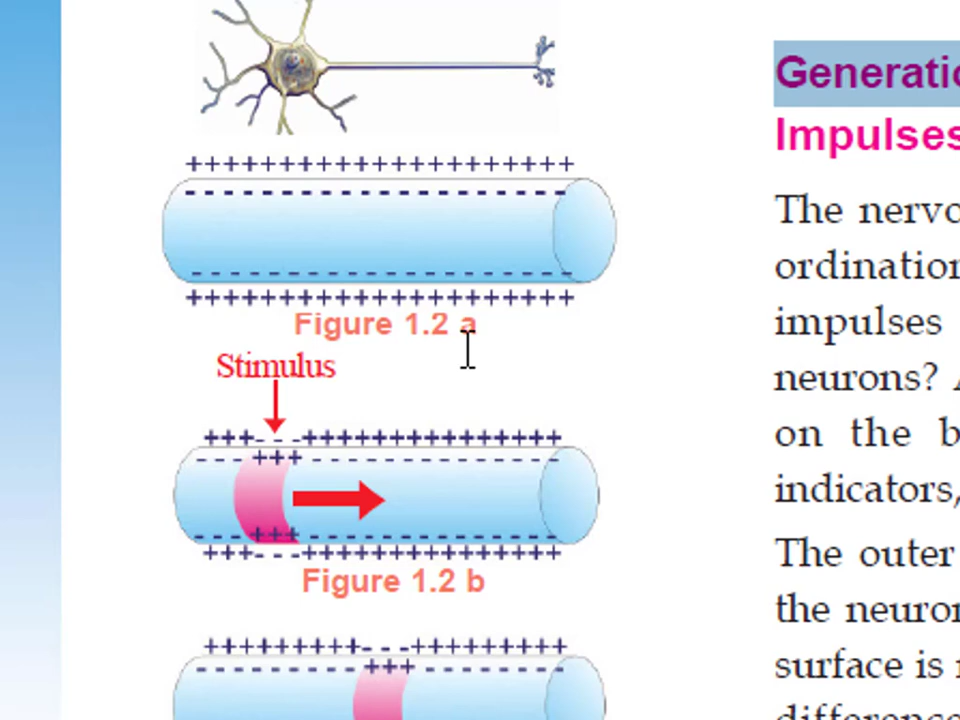 Generatio
Impulses
The nervo
ordination
impulses
neurons? A
on the b
indicators,
The outer
the neuron
surface is
+++++++++++++++++++
- - - - - - - - - - - - - - - - - - -
- - - - - - - - - - - - - - - - - - -
+++++++++++++++++++
Figure 1.2 a
Stimulus
+++- - -+++++++++++++
+++
+++
+++- - -+++++++++++++
Figure 1.2 b
++++++++- - -++++++++
+++